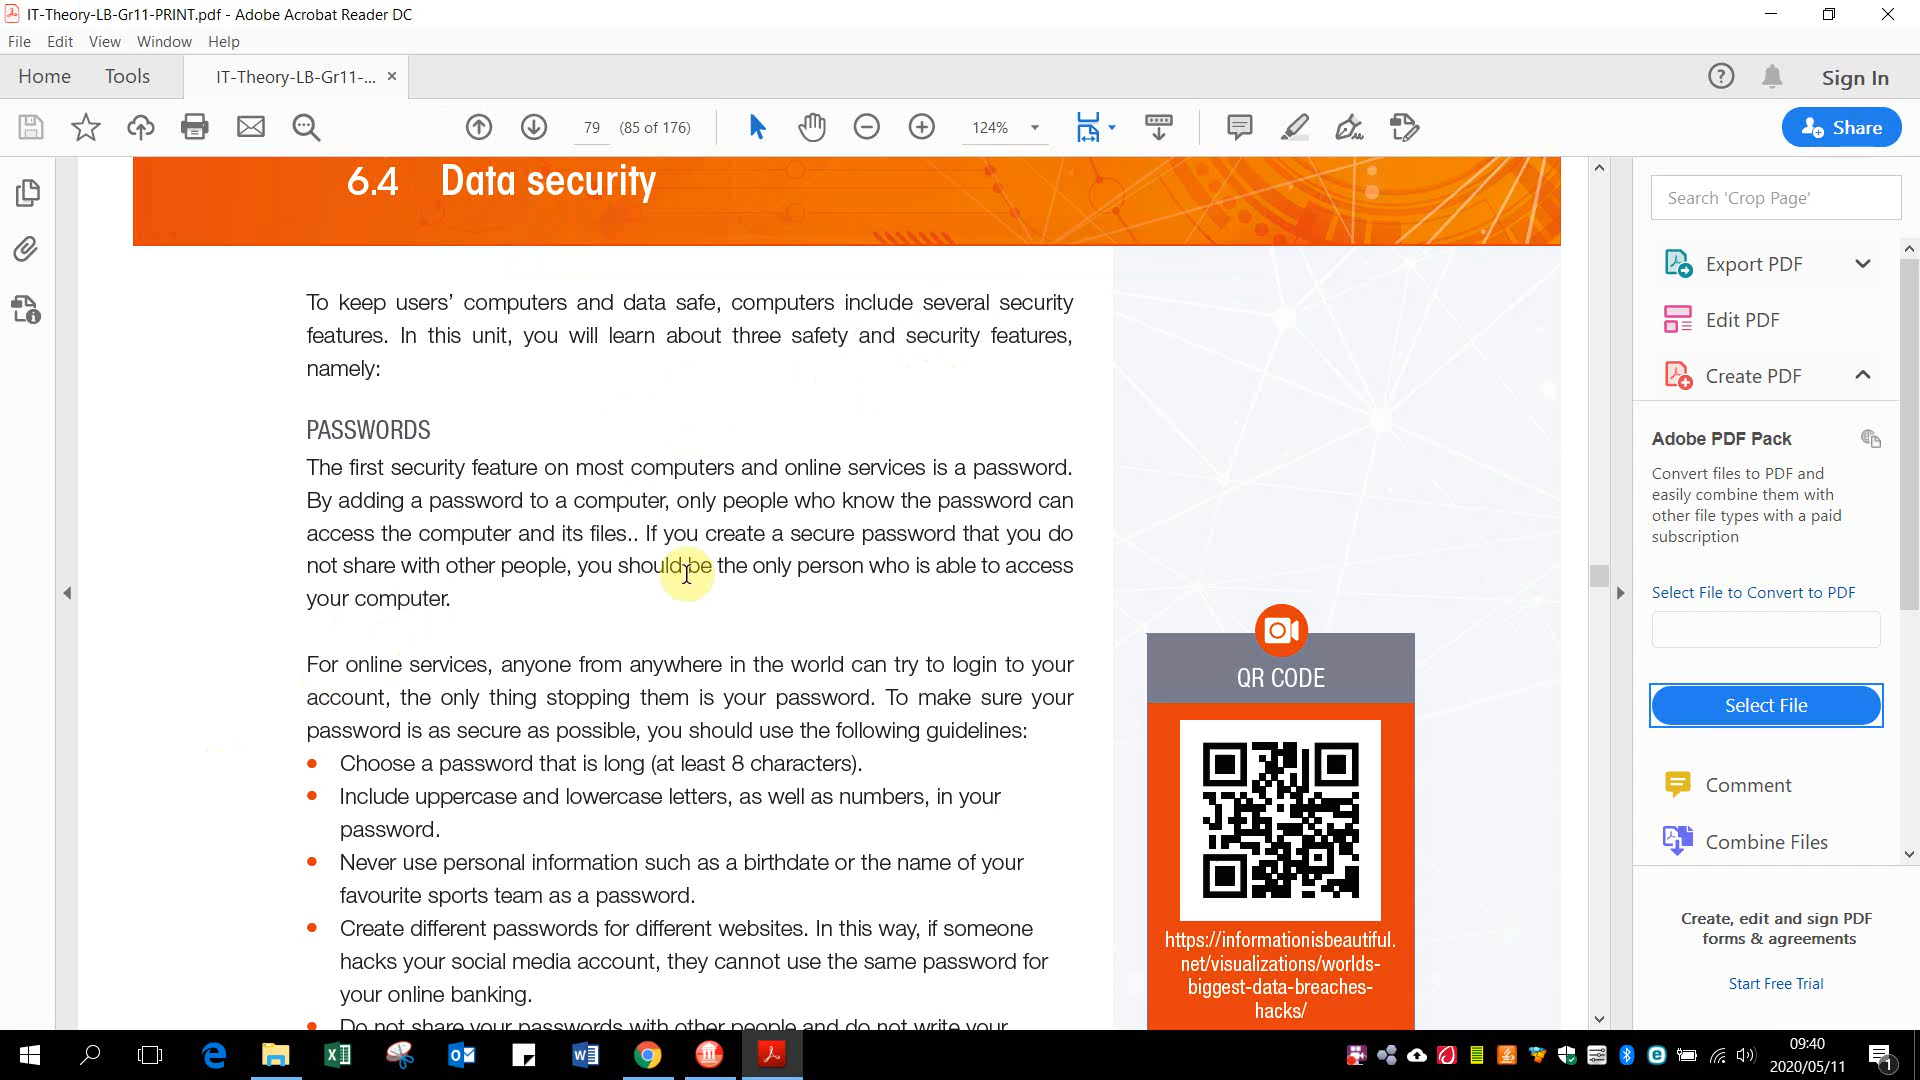 IT-Theory-LB-Gr11-PRINT.pdf - Adobe Acrobat Reader DC
File Edit View Window Help
Home Tools IT-Theory-LB-Gr11-... × Sign In
79 (85 of 176) 124% Share
6.4 Data security
To keep users’ computers and data safe, computers include several security
features. In this unit, you will learn about three safety and security features,
namely:
PASSWORDS
The first security feature on most computers and online services is a password.
By adding a password to a computer, only people who know the password can
access the computer and its files.. If you create a secure password that you do
not share with other people, you should be the only person who is able to access
your computer.
For online services, anyone from anywhere in the world can try to login to your
account, the only thing stopping them is your password. To make sure your
password is as secure as possible, you should use the following guidelines:
• Choose a password that is long (at least 8 characters).
• Include uppercase and lowercase letters, as well as numbers, in your
password.
• Never use personal information such as a birthdate or the name of your
favourite sports team as a password.
• Create different passwords for different websites. In this way, if someone
hacks your social media account, they cannot use the same password for
your online banking.
• Do not share your passwords with other people and do not write your
QR CODE
https://informationisbeautiful.
net/visualizations/worlds-
biggest-data-breaches-
hacks/
Search 'Crop Page'
Export PDF
Edit PDF
Create PDF
Adobe PDF Pack
Convert files to PDF and
easily combine them with
other file types with a paid
subscription
Select File to Convert to PDF
Select File
Comment
Combine Files
Create, edit and sign PDF
forms & agreements
Start Free Trial
09:40
2020/05/11
1